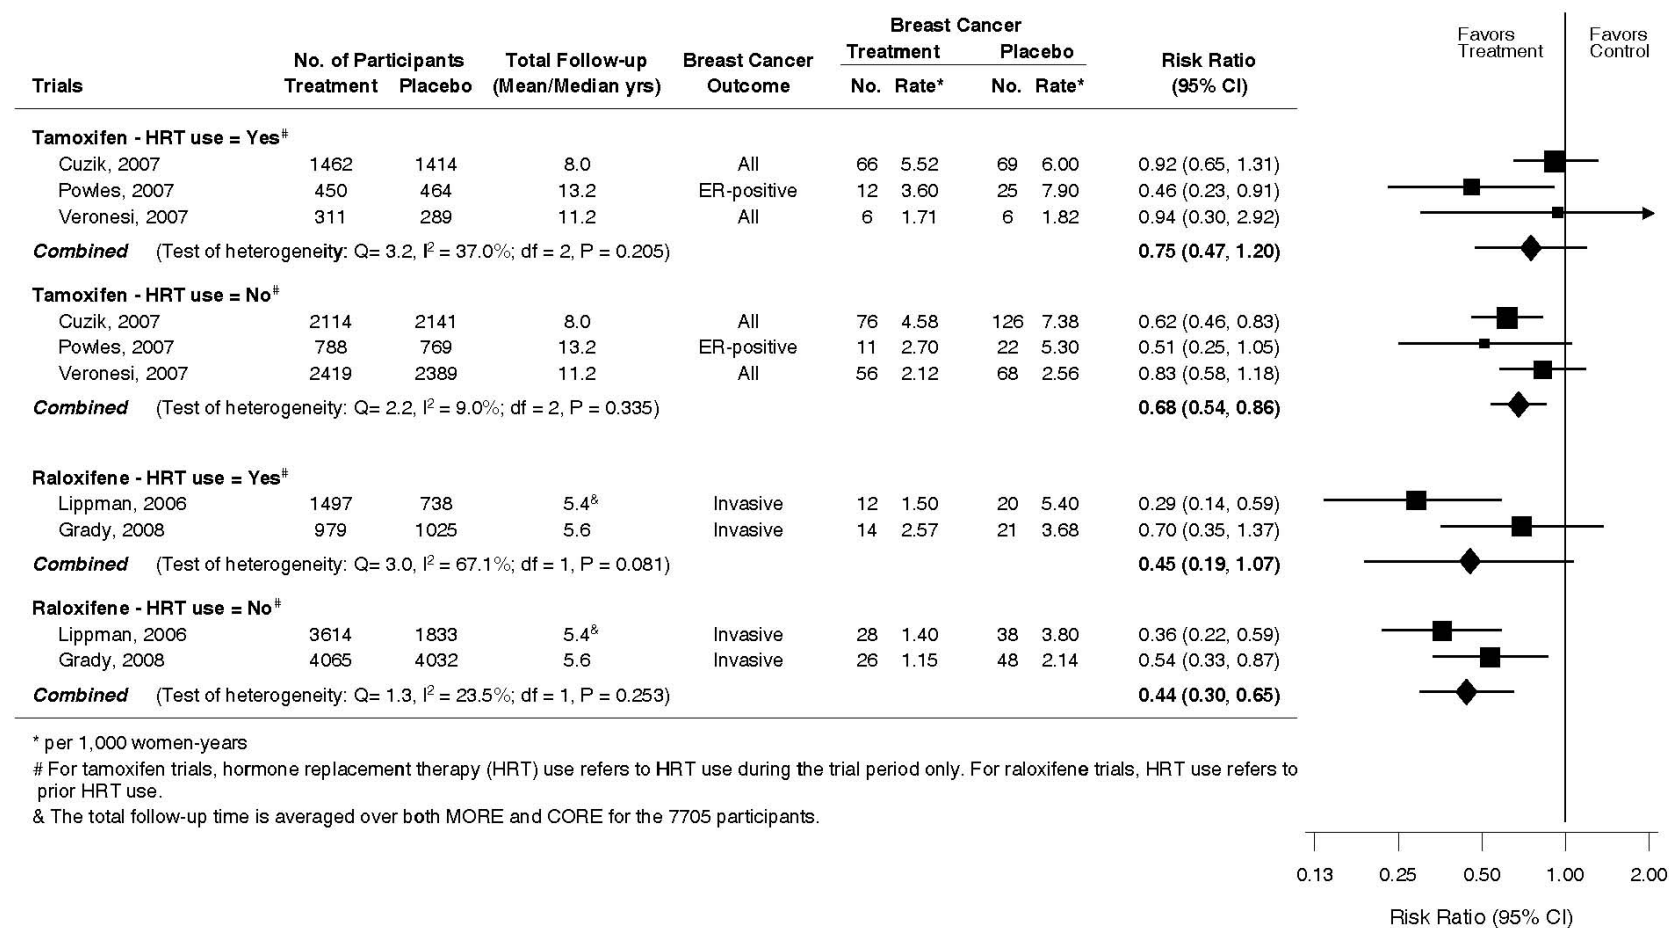 Breast Cancer
Favors Treatment
Favors Control
No. of Participants Total Follow-up Breast Cancer Treatment Placebo Risk Ratio
Trials Treatment Placebo (Mean/Median yrs) Outcome No. Rate* No. Rate* (95% CI)
Tamoxifen - HRT use = Yes#
Cuzik, 2007 1462 1414 8.0 All 66 5.52 69 6.00 0.92 (0.65, 1.31)
Powles, 2007 450 464 13.2 ER-positive 12 3.60 25 7.90 0.46 (0.23, 0.91)
Veronesi, 2007 311 289 11.2 All 6 1.71 6 1.82 0.94 (0.30, 2.92)
Combined (Test of heterogeneity: Q= 3.2, I² = 37.0%; df = 2, P = 0.205) 0.75 (0.47, 1.20)
Tamoxifen - HRT use = No#
Cuzik, 2007 2114 2141 8.0 All 76 4.58 126 7.38 0.62 (0.46, 0.83)
Powles, 2007 788 769 13.2 ER-positive 11 2.70 22 5.30 0.51 (0.25, 1.05)
Veronesi, 2007 2419 2389 11.2 All 56 2.12 68 2.56 0.83 (0.58, 1.18)
Combined (Test of heterogeneity: Q= 2.2, I² = 9.0%; df = 2, P = 0.335) 0.68 (0.54, 0.86)
Raloxifene - HRT use = Yes#
Lippman, 2006 1497 738 5.4& Invasive 12 1.50 20 5.40 0.29 (0.14, 0.59)
Grady, 2008 979 1025 5.6 Invasive 14 2.57 21 3.68 0.70 (0.35, 1.37)
Combined (Test of heterogeneity: Q= 3.0, I² = 67.1%; df = 1, P = 0.081) 0.45 (0.19, 1.07)
Raloxifene - HRT use = No#
Lippman, 2006 3614 1833 5.4& Invasive 28 1.40 38 3.80 0.36 (0.22, 0.59)
Grady, 2008 4065 4032 5.6 Invasive 26 1.15 48 2.14 0.54 (0.33, 0.87)
Combined (Test of heterogeneity: Q= 1.3, I² = 23.5%; df = 1, P = 0.253) 0.44 (0.30, 0.65)
* per 1,000 women-years
# For tamoxifen trials, hormone replacement therapy (HRT) use refers to HRT use during the trial period only. For raloxifene trials, HRT use refers to
prior HRT use.
& The total follow-up time is averaged over both MORE and CORE for the 7705 participants.
0.13 0.25 0.50 1.00 2.00
Risk Ratio (95% CI)